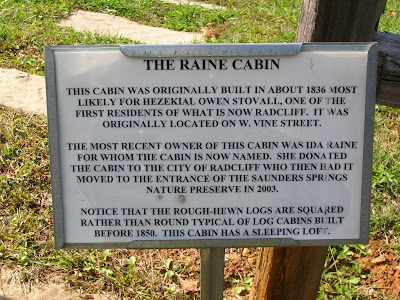 THE RAINE CABIN
THIS CABIN WAS ORIGINALLY BUILT IN ABOUT 1836 MOST
LIKELY FOR HEZEKIAL OWEN STOVALL, ONE OF THE
FIRST RESIDENTS OF WHAT IS NOW RADCLIFF. IT WAS
ORIGINALLY LOCATED ON W. VINE STREET.
THE MOST RECENT OWNER OF THIS CABIN WAS IDA RAINE
FOR WHOM THE CABIN IS NOW NAMED. SHE DONATED
THE CABIN TO THE CITY OF RADCLIFF WHO THEN HAD IT
MOVED TO THE ENTRANCE OF THE SAUNDERS SPRINGS
NATURE PRESERVE IN 2003.
NOTICE THAT THE ROUGH-HEWN LOGS ARE SQUARED
RATHER THAN ROUND TYPICAL OF LOG CABINS BUILT
BEFORE 1850. THIS CABIN HAS A SLEEPING LOFT.